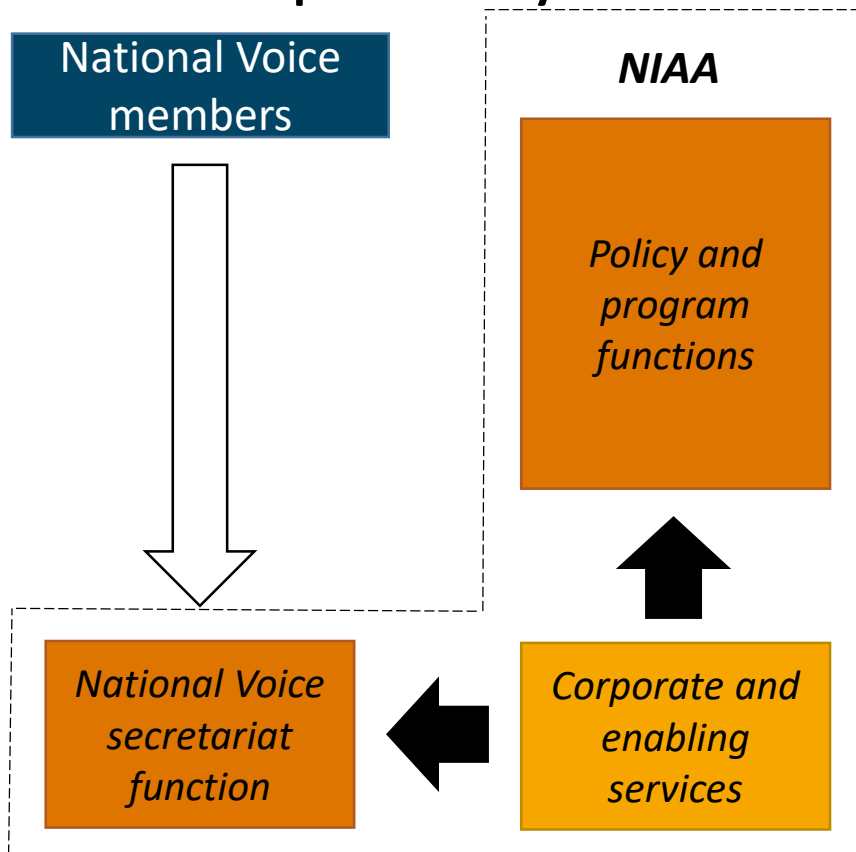 National Voice
members
NIAA
Policy and
program
functions
National Voice
secretariat
function
Corporate and
enabling
services